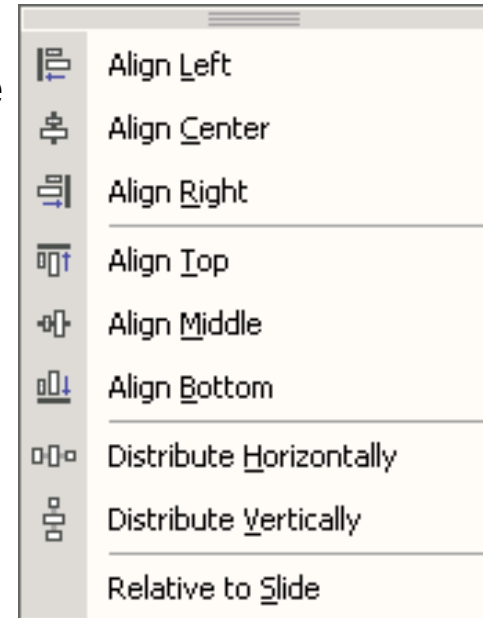 Align Left
Align Center
Align Right
Align Top
Align Middle
Align Bottom
Distribute Horizontally
Distribute Vertically
Relative to Slide